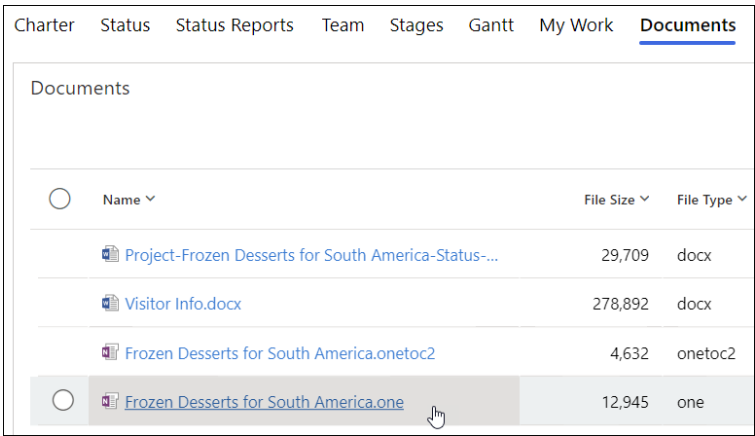 Charter Status Status Reports Team Stages Gantt My Work Documents
Documents
Name File Size File Type
Project-Frozen Desserts for South America-Status-... 29,709 docx
Visitor Info.docx 278,892 docx
Frozen Desserts for South America.onetoc2 4,632 onetoc2
Frozen Desserts for South America.one 12,945 one